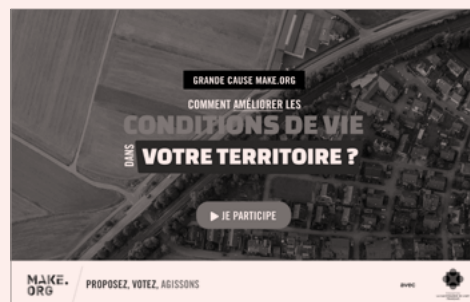 GRANDE CAUSE MAKE.ORG
COMMENT AMÉLIORER LES
CONDITIONS DE VIE
DANS VOTRE TERRITOIRE ?
JE PARTICIPE
MAKE.
ORG
PROPOSEZ, VOTEZ, AGISSONS
avec